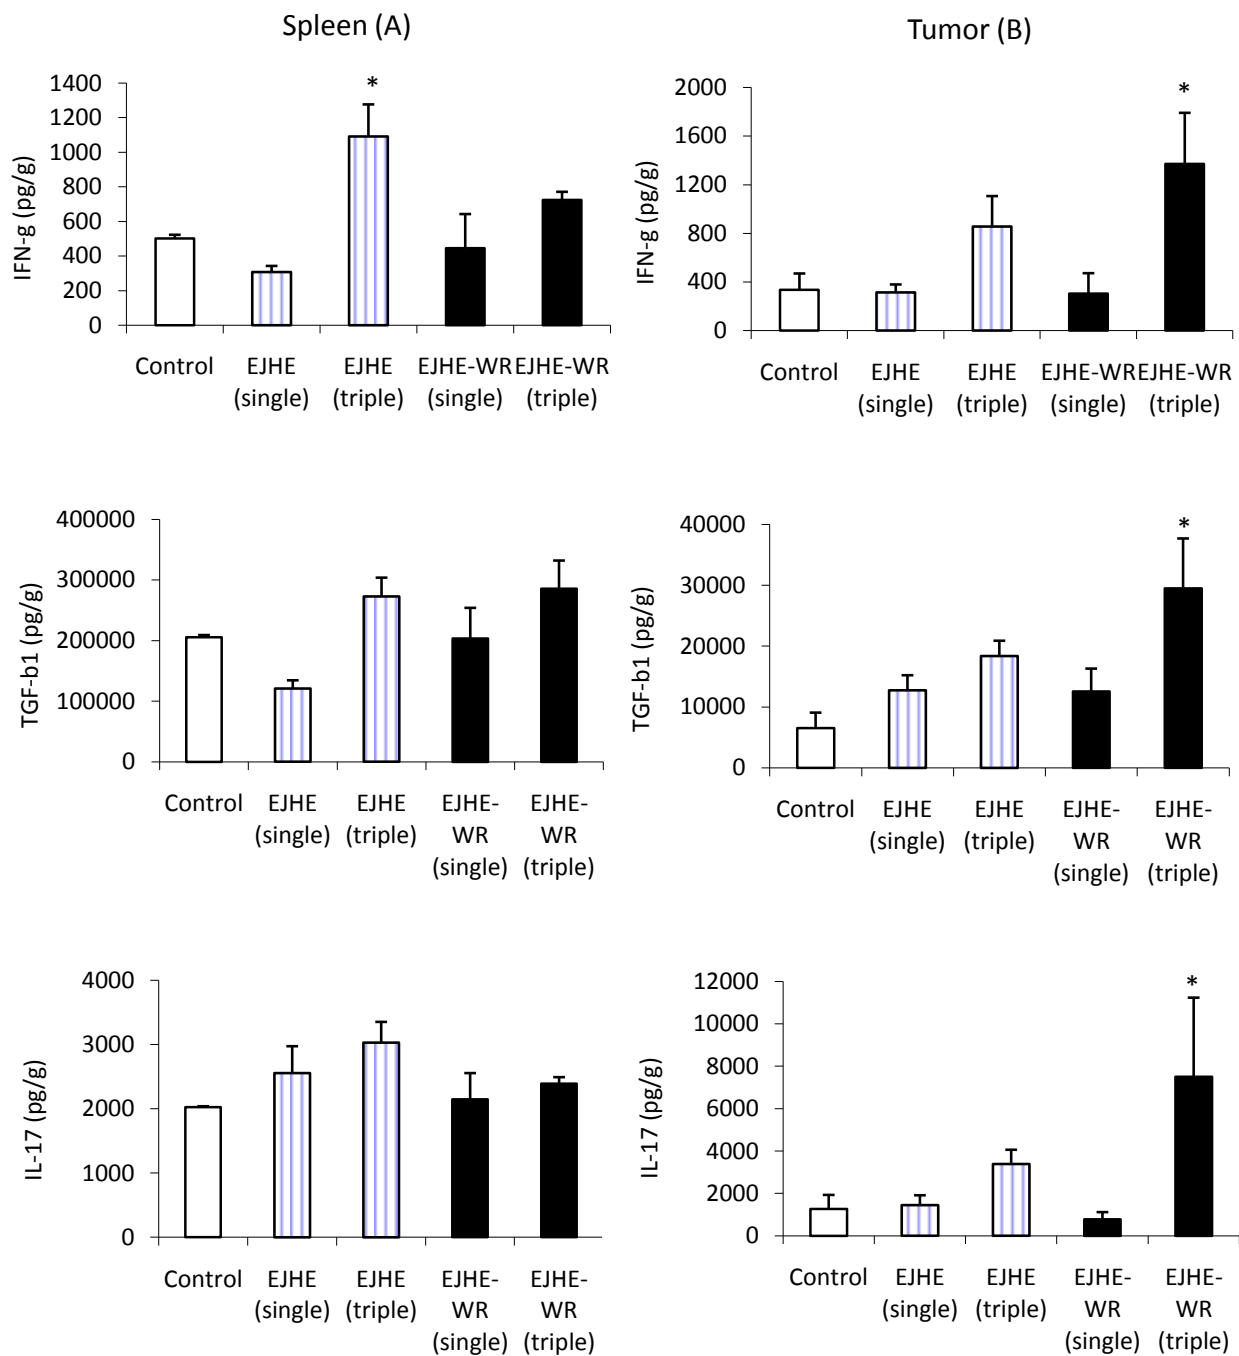 Spleen (A)
Tumor (B)
IFN-g (pg/g)
1400
1200
1000
800
600
400
200
0
*
Control
EJHE
(single)
EJHE
(triple)
EJHE-WR
(single)
EJHE-WR
(triple)
IFN-g (pg/g)
2000
1600
1200
800
400
0
*
Control
EJHE
(single)
EJHE
(triple)
EJHE-WR
(single)
EJHE-WR
(triple)
TGF-b1 (pg/g)
400000
300000
200000
100000
0
Control
EJHE
(single)
EJHE
(triple)
EJHE-
WR
(single)
EJHE-
WR
(triple)
TGF-b1 (pg/g)
40000
30000
20000
10000
0
*
Control
EJHE
(single)
EJHE
(triple)
EJHE-
WR
(single)
EJHE-
WR
(triple)
IL-17 (pg/g)
4000
3000
2000
1000
0
Control
EJHE
(single)
EJHE
(triple)
EJHE-
WR
(single)
EJHE-
WR
(triple)
IL-17 (pg/g)
12000
10000
8000
6000
4000
2000
0
*
Control
EJHE
(single)
EJHE
(triple)
EJHE-
WR
(single)
EJHE-
WR
(triple)